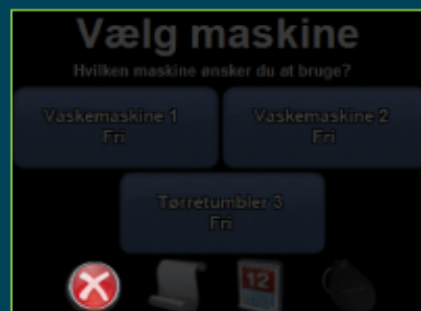 Vælg maskine
Hvilken maskine ønsker du at bruge?
Vaskemaskine 1
Fri
Vaskemaskine 2
Fri
Tørretumbler 3
Fri
12